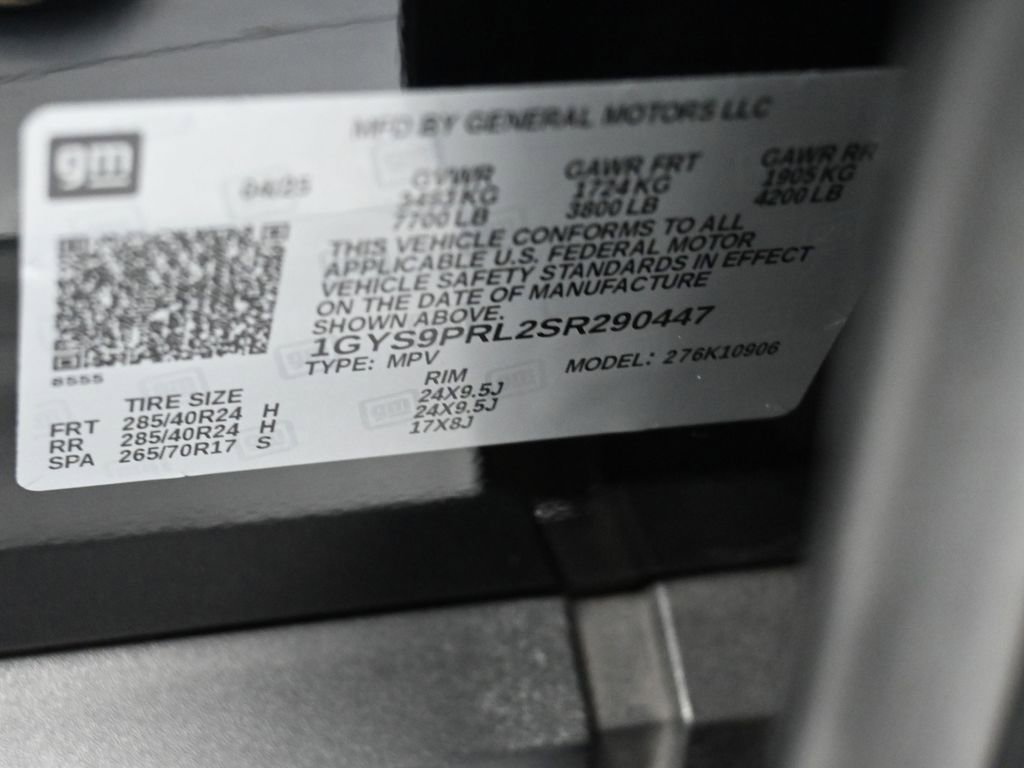 gm
MFD BY GENERAL MOTORS LLC
04/25 GVWR GAWR FRT GAWR RR
3493 KG 1724 KG 1905 KG
7700 LB 3800 LB 4200 LB
THIS VEHICLE CONFORMS TO ALL
APPLICABLE U.S. FEDERAL MOTOR
VEHICLE SAFETY STANDARDS IN EFFECT
ON THE DATE OF MANUFACTURE
SHOWN ABOVE.
1GYS9PRL2SR290447
8555
TYPE: MPV MODEL: 276K10906
TIRE SIZE RIM
FRT 285/40R24 H 24X9.5J
RR 285/40R24 H 24X9.5J
SPA 265/70R17 S 17X8J